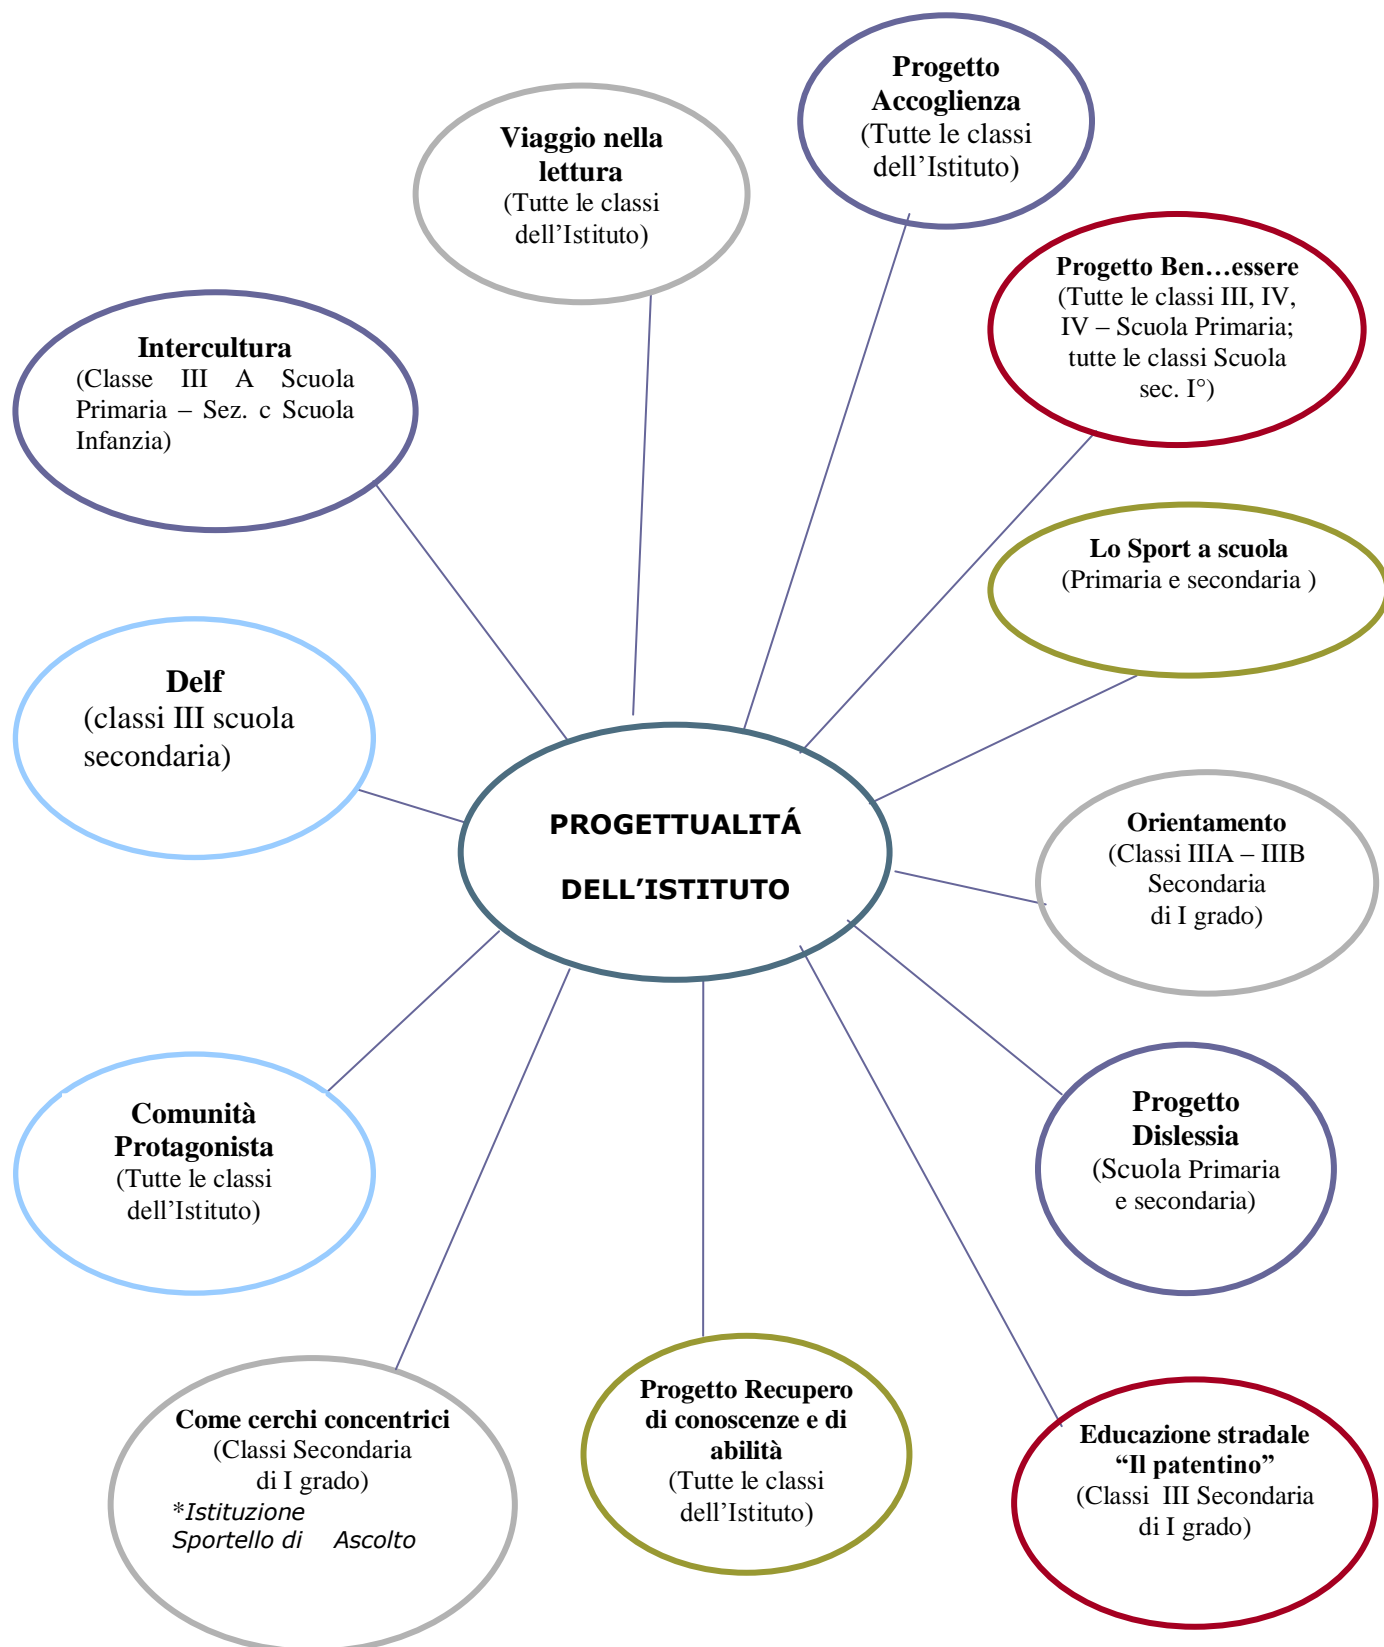 Progetto
Accoglienza
(Tutte le classi
dell’Istituto)
Viaggio nella
lettura
(Tutte le classi
dell’Istituto)
Progetto Ben…essere
(Tutte le classi III, IV,
IV – Scuola Primaria;
tutte le classi Scuola
sec. I°)
Intercultura
(Classe III A Scuola
Primaria – Sez. c Scuola
Infanzia)
Lo Sport a scuola
(Primaria e secondaria )
Delf
(classi III scuola
secondaria)
PROGETTUALITÁ
DELL’ISTITUTO
Orientamento
(Classi IIIA – IIIB
Secondaria
di I grado)
Comunità
Protagonista
(Tutte le classi
dell’Istituto)
Progetto
Dislessia
(Scuola Primaria
e secondaria)
Come cerchi concentrici
(Classi Secondaria
di I grado)
*Istituzione
Sportello di Ascolto
Progetto Recupero
di conoscenze e di
abilità
(Tutte le classi
dell’Istituto)
Educazione stradale
“Il patentino”
(Classi III Secondaria
di I grado)